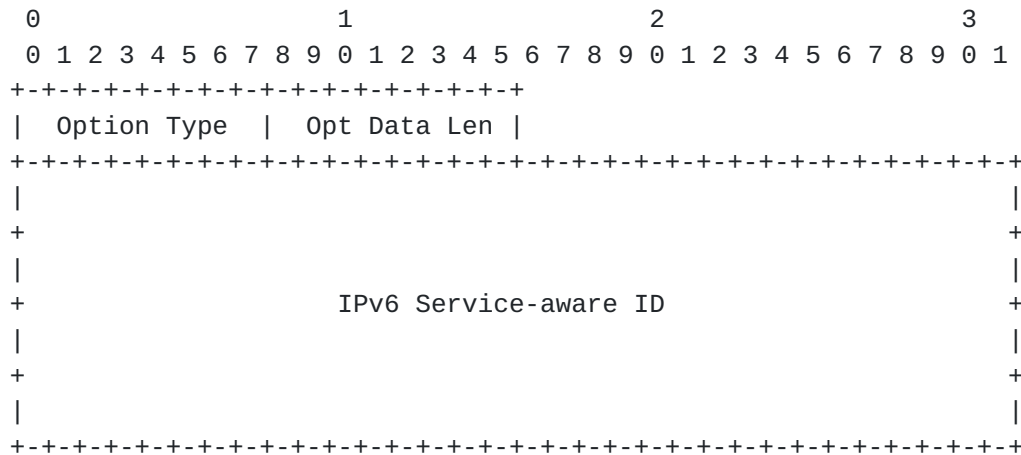 0                   1                   2                   3
 0 1 2 3 4 5 6 7 8 9 0 1 2 3 4 5 6 7 8 9 0 1 2 3 4 5 6 7 8 9 0 1
+-+-+-+-+-+-+-+-+-+-+-+-+-+-+-+-+
|  Option Type  |  Opt Data Len |
+-+-+-+-+-+-+-+-+-+-+-+-+-+-+-+-+-+-+-+-+-+-+-+-+-+-+-+-+-+-+-+-+
|                                                               |
+                                                               +
|                                                               |
+                    IPv6 Service-aware ID                      +
|                                                               |
+                                                               +
|                                                               |
+-+-+-+-+-+-+-+-+-+-+-+-+-+-+-+-+-+-+-+-+-+-+-+-+-+-+-+-+-+-+-+-+